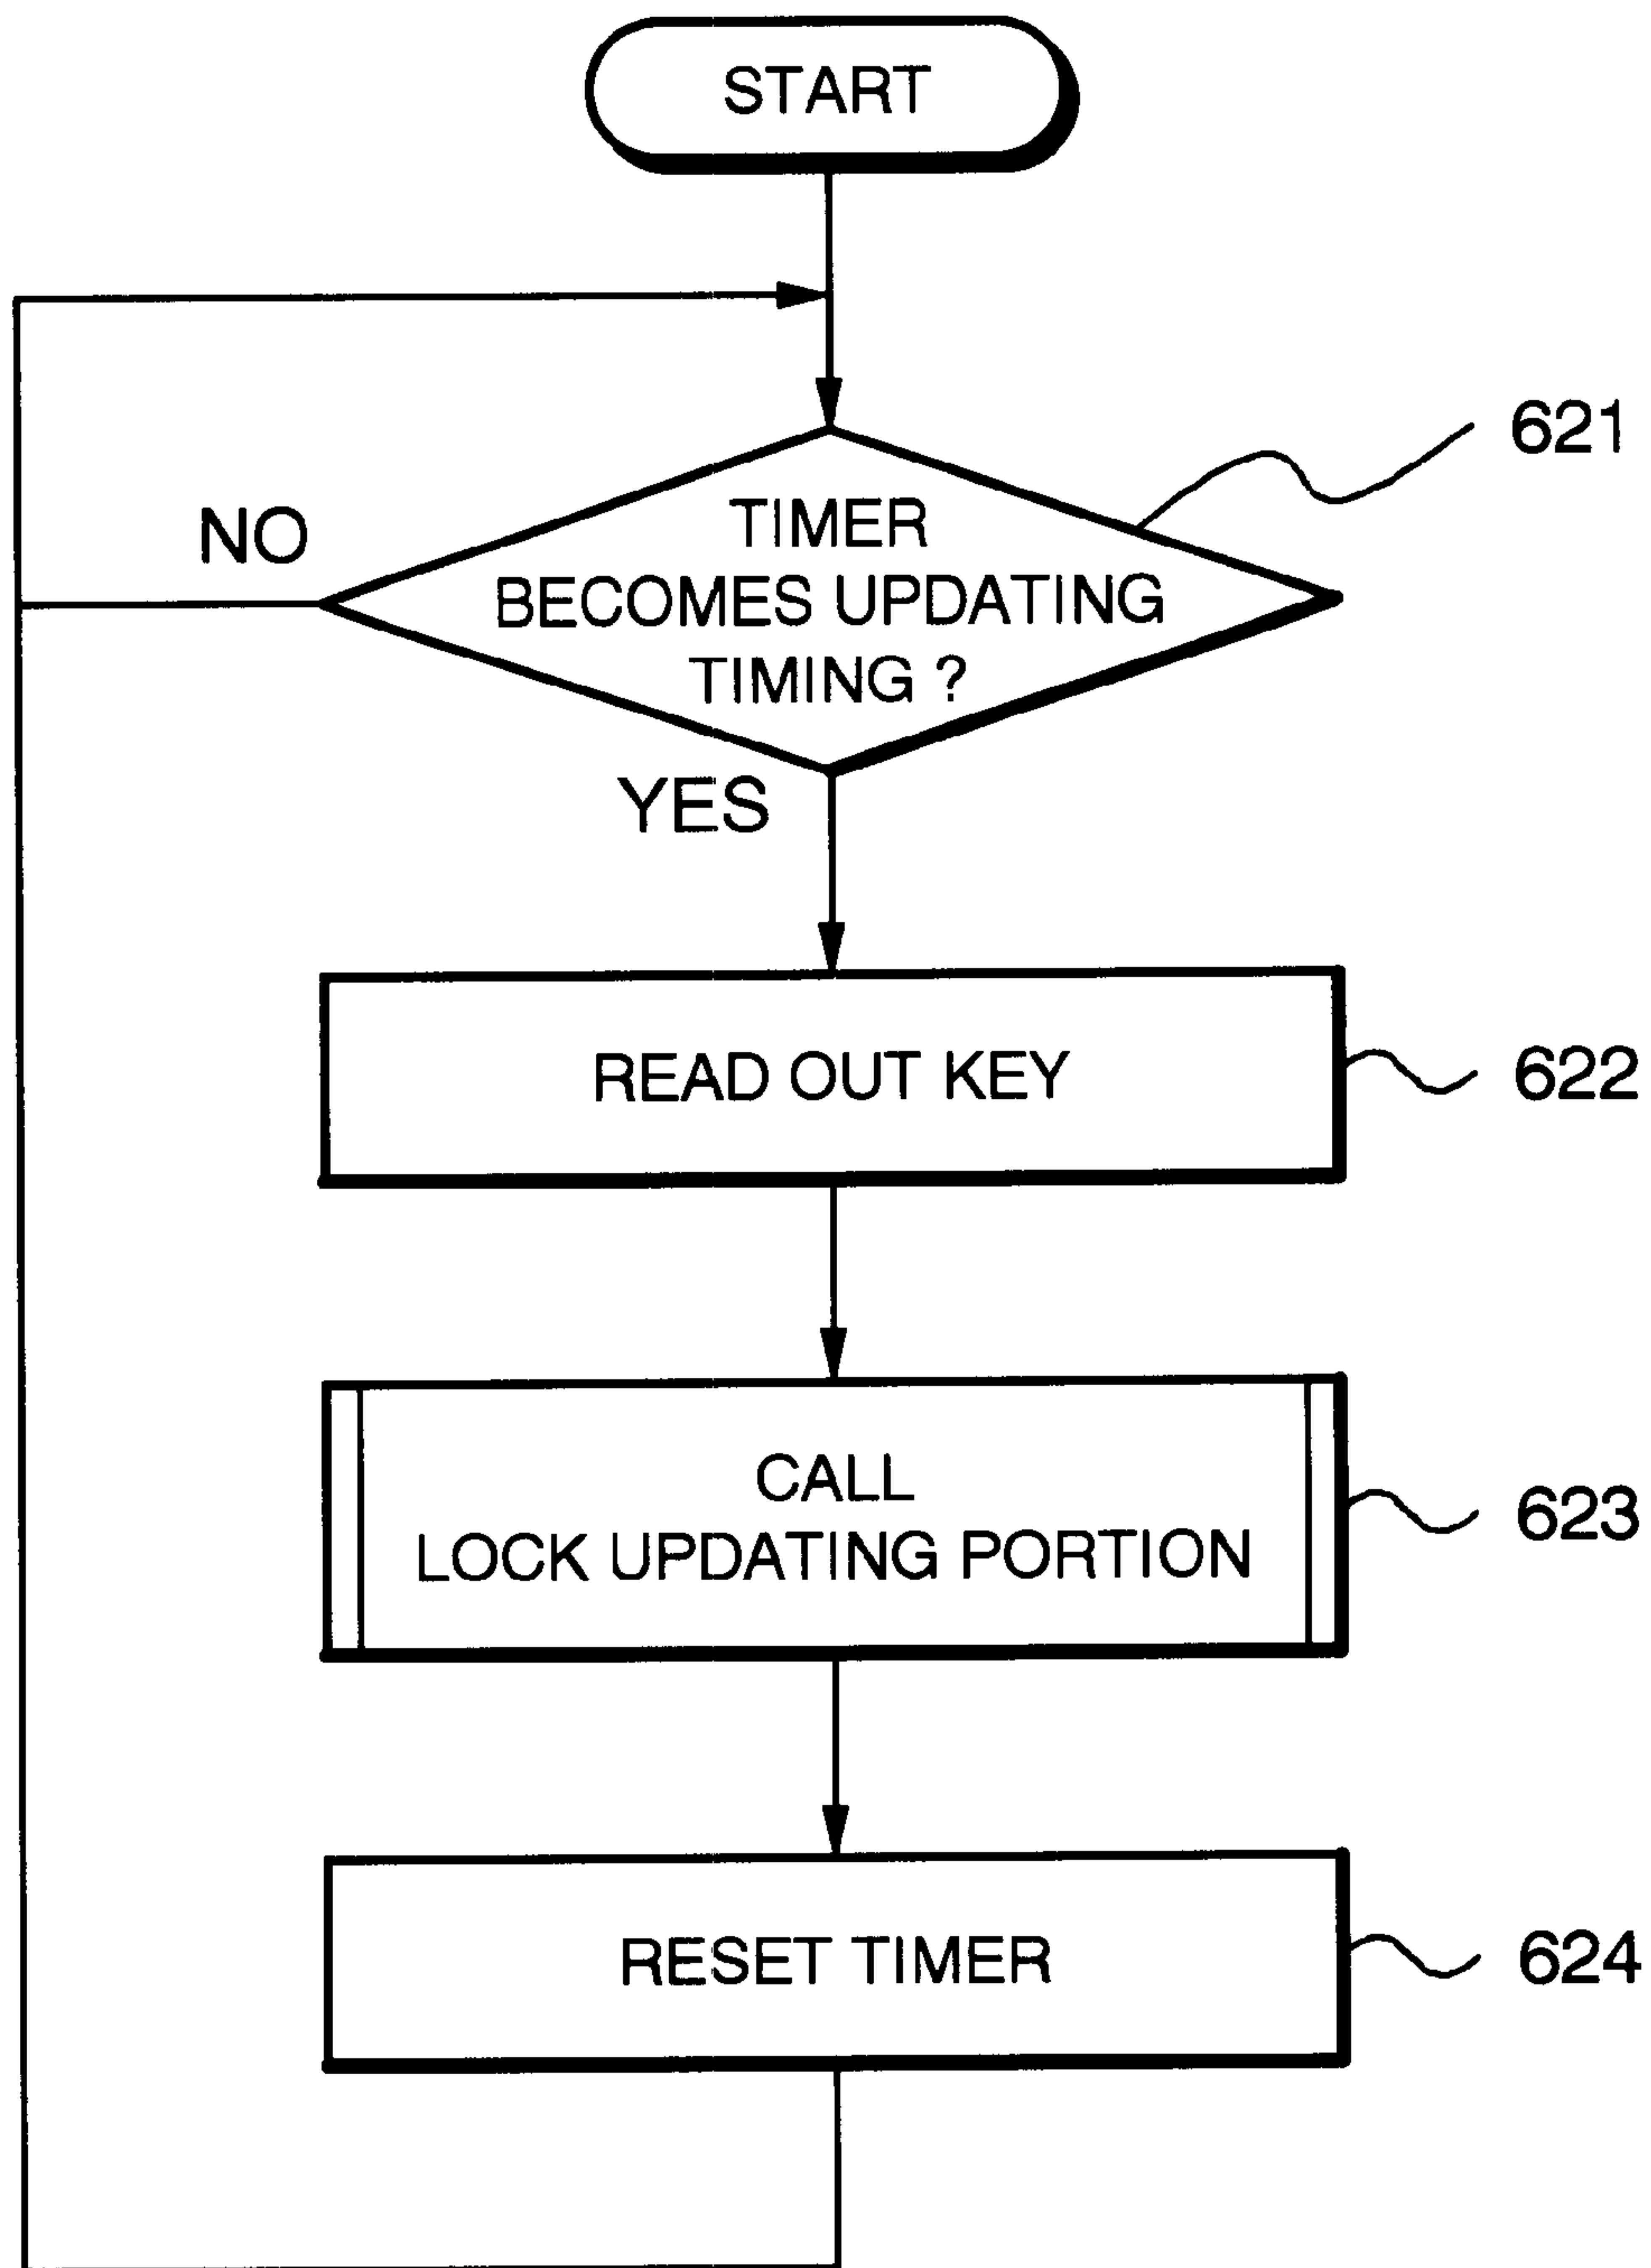 START
621
NO
TIMER
BECOMES UPDATING
TIMING ?
YES
READ OUT KEY
622
CALL
LOCK UPDATING PORTION
623
RESET TIMER
624